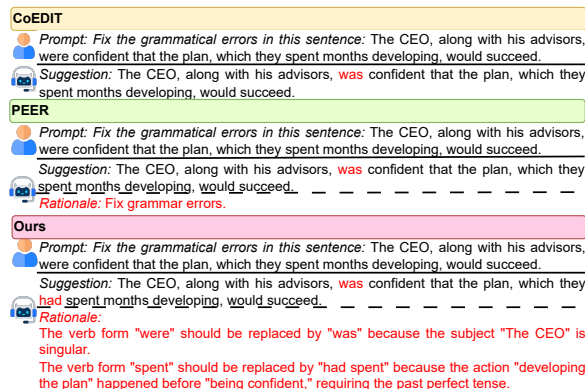 CoEDIT
Prompt: Fix the grammatical errors in this sentence: The CEO, along with his advisors,
were confident that the plan, which they spent months developing, would succeed.
Suggestion: The CEO, along with his advisors, was confident that the plan, which they
spent months developing, would succeed.
PEER
Prompt: Fix the grammatical errors in this sentence: The CEO, along with his advisors,
were confident that the plan, which they spent months developing, would succeed.
Suggestion: The CEO, along with his advisors, was confident that the plan, which they
spent months developing, would succeed.
Rationale: Fix grammar errors.
Ours
Prompt: Fix the grammatical errors in this sentence: The CEO, along with his advisors,
were confident that the plan, which they spent months developing, would succeed.
Suggestion: The CEO, along with his advisors, was confident that the plan, which they
had spent months developing, would succeed.
Rationale:
The verb form "were" should be replaced by "was" because the subject "The CEO" is
singular.
The verb form "spent" should be replaced by "had spent" because the action "developing
the plan" happened before "being confident," requiring the past perfect tense.